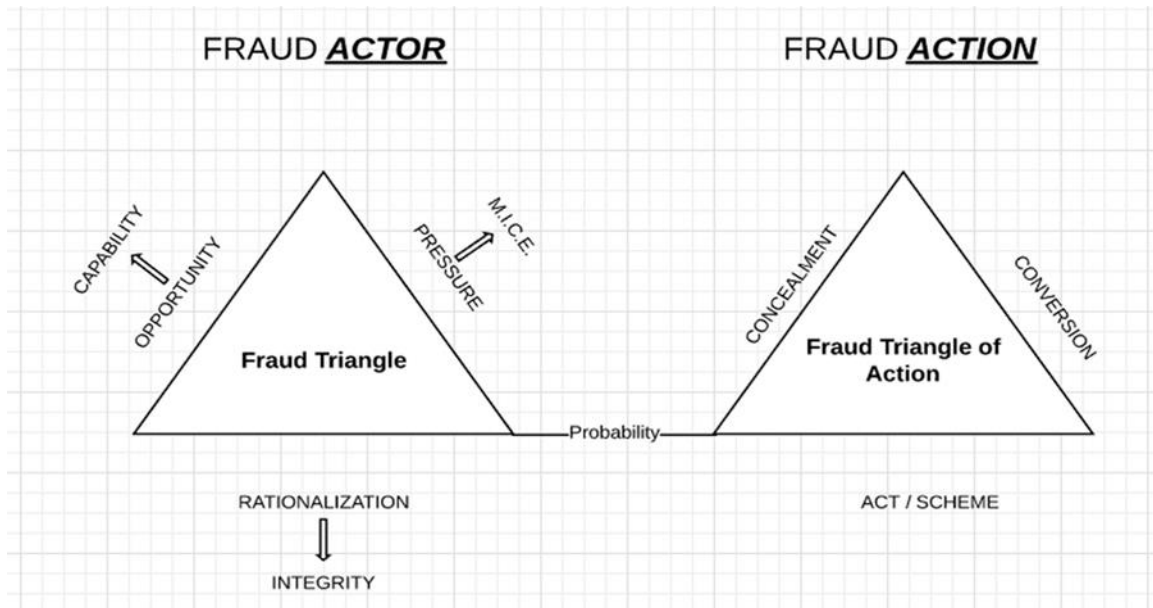 FRAUD ACTOR
FRAUD ACTION
CAPABILITY
OPPORTUNITY
PRESSURE
M.I.C.E.
Fraud Triangle
CONCEALMENT
CONVERSION
Fraud Triangle of
Action
Probability
RATIONALIZATION
INTEGRITY
ACT / SCHEME